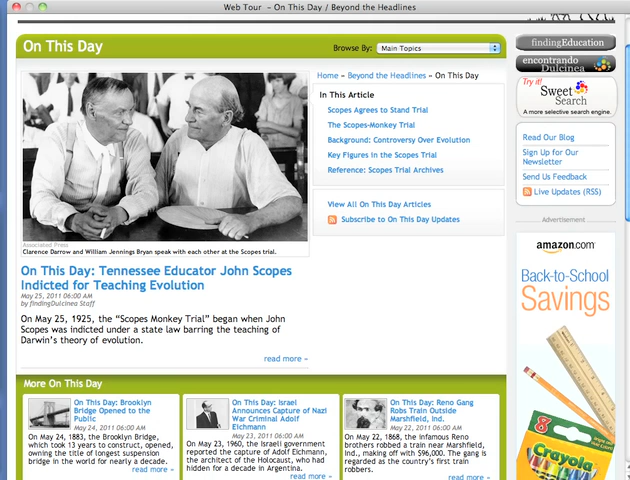 Web Tour - On This Day / Beyond the Headlines
On This Day
Browse By: Main Topics
findingEducation
encontrando
Dulcinea
Try it!
Sweet
Search
A more selective search engine.
Home – Beyond the Headlines – On This Day
In This Article
Scopes Agrees to Stand Trial
The Scopes-Monkey Trial
Background: Controversy Over Evolution
Key Figures in the Scopes Trial
Reference: Scopes Trial Archives
View All On This Day Articles
Subscribe to On This Day Updates
Read Our Blog
Sign Up for Our
Newsletter
Send Us Feedback
Live Updates (RSS)
Advertisement
amazon.com
Back-to-School
Savings
Crayola
Associated Press
Clarence Darrow and William Jennings Bryan speak with each other at the Scopes trial.
On This Day: Tennessee Educator John Scopes
Indicted for Teaching Evolution
May 25, 2011 06:00 AM
by findingDulcinea Staff
On May 25, 1925, the “Scopes Monkey Trial” began when John
Scopes was indicted under a state law barring the teaching of
Darwin’s theory of evolution.
read more »
More On This Day
On This Day: Brooklyn
Bridge Opened to the
Public
May 24, 2011 06:00 AM
On May 24, 1883, the Brooklyn Bridge,
which took 13 years to construct, opened,
owning the title of longest suspension
bridge in the world for nearly a decade.
read more »
On This Day: Israel
Announces Capture of Nazi
War Criminal Adolf
Eichmann
May 23, 2011 06:00 AM
On May 23, 1960, the Israeli government
reported the capture of Adolf Eichmann,
the architect of the Holocaust, who had
hidden for a decade in Argentina.
read more »
On This Day: Reno Gang
Robs Train Outside
Marshfield, Ind.
May 22, 2011 06:00 AM
On May 22, 1868, the infamous Reno
brothers robbed a train near Marshfield,
Ind., making off with $96,000. The gang is
regarded as the country’s first train
robbers.
read more »